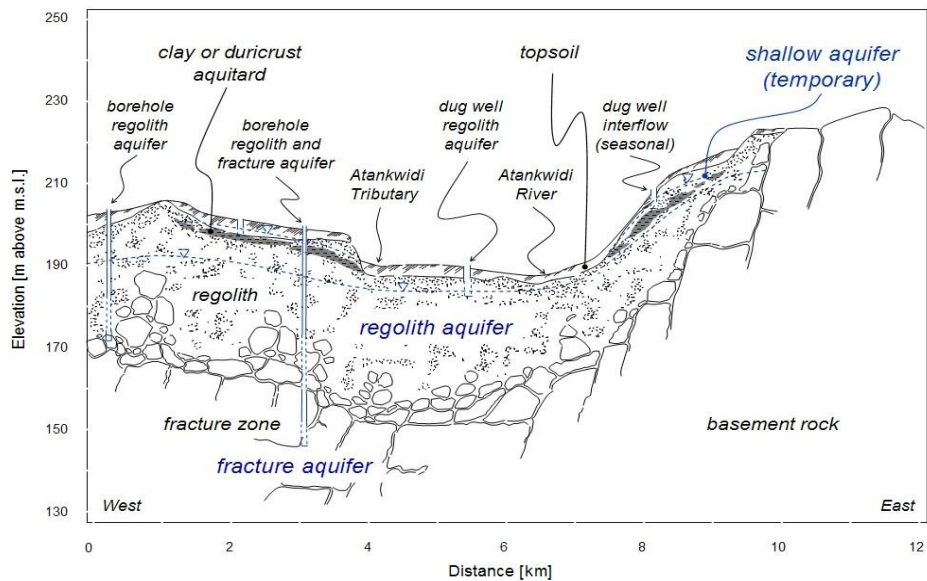 250
230
210
190
170
150
130
Elevation [m above m.s.l.]
clay or duricrust
aquitard
topsoil
shallow aquifer
(temporary)
borehole
regolith
aquifer
borehole
regolith and
fracture aquifer
dug well
regolith
aquifer
dug well
interflow
(seasonal)
Atankwidi
Tributary
Atankwidi
River
regolith
regolith aquifer
fracture zone
basement rock
fracture aquifer
West
East
0
2
4
6
8
10
12
Distance [km]